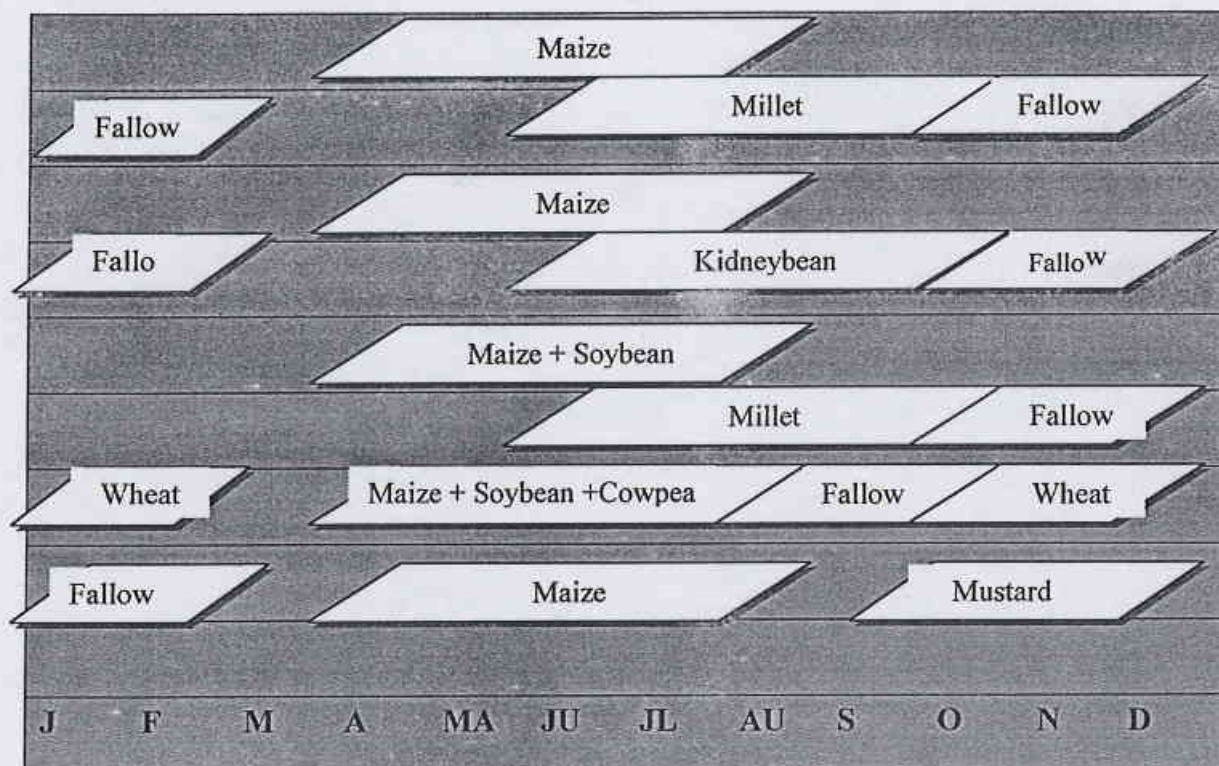 Maize
Fallow Millet Fallow
Maize
Fallo Kidneybean Fallow
Maize + Soybean
Millet Fallow
Wheat Maize + Soybean +Cowpea Fallow Wheat
Fallow Maize Mustard
J F M A MA JU JL AU S O N D